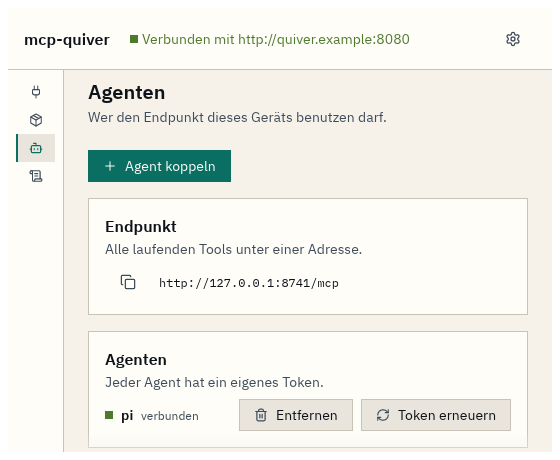 mcp-quiver
Verbunden mit http://quiver.example:8080
Agenten
Wer den Endpunkt dieses Geräts benutzen darf.
Agent koppeln
Endpunkt
Alle laufenden Tools unter einer Adresse.
http://127.0.0.1:8741/mcp
Agenten
Jeder Agent hat ein eigenes Token.
pi verbunden Entfernen Token erneuern